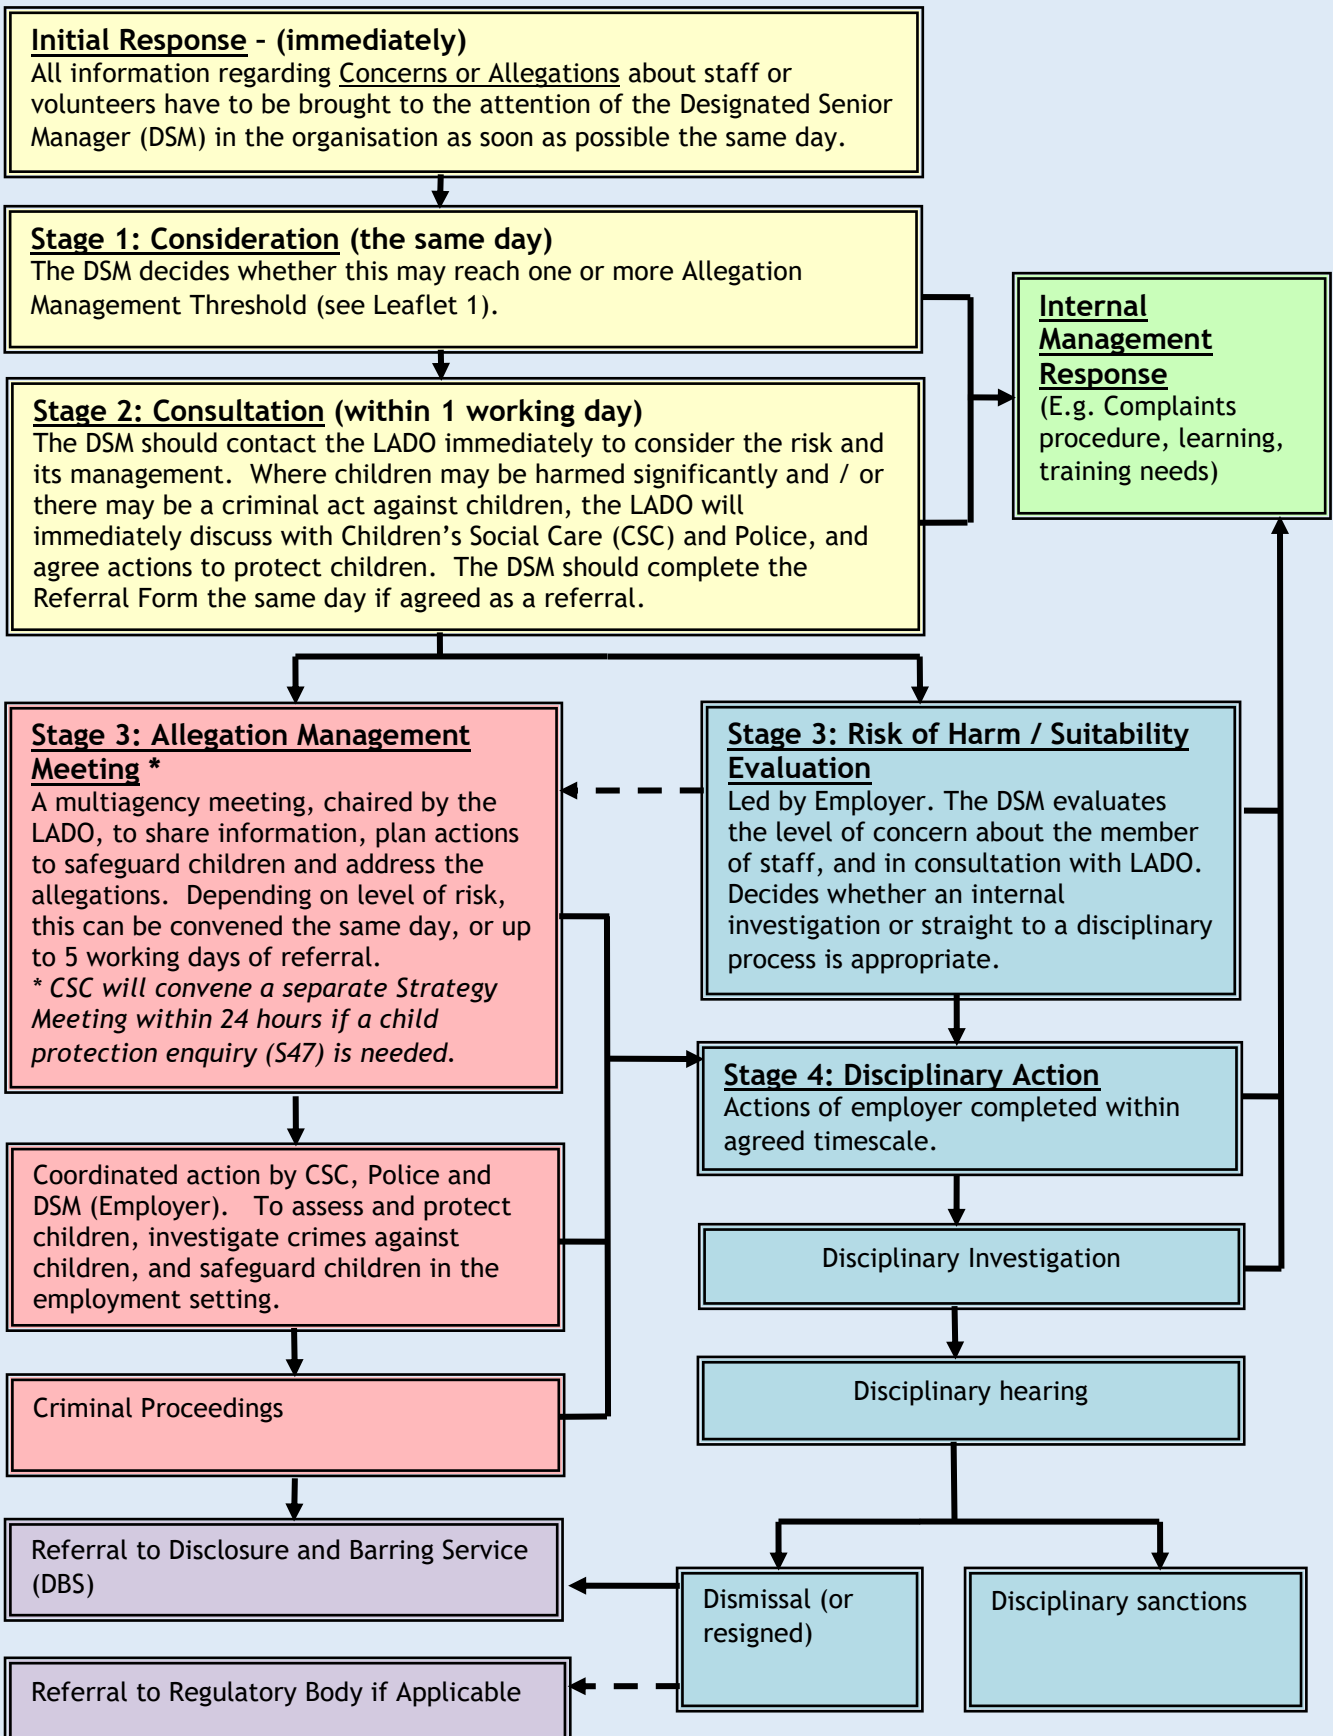 Initial Response – (immediately)
All information regarding Concerns or Allegations about staff or
volunteers have to be brought to the attention of the Designated Senior
Manager (DSM) in the organisation as soon as possible the same day.
Stage 1: Consideration (the same day)
The DSM decides whether this may reach one or more Allegation
Management Threshold (see Leaflet 1).
Internal
Management
Response
(E.g. Complaints
procedure, learning,
training needs)
Stage 2: Consultation (within 1 working day)
The DSM should contact the LADO immediately to consider the risk and
its management.  Where children may be harmed significantly and / or
there may be a criminal act against children, the LADO will
immediately discuss with Children’s Social Care (CSC) and Police, and
agree actions to protect children.  The DSM should complete the
Referral Form the same day if agreed as a referral.
Stage 3: Allegation Management
Meeting *
A multiagency meeting, chaired by the
LADO, to share information, plan actions
to safeguard children and address the
allegations.  Depending on level of risk,
this can be convened the same day, or up
to 5 working days of referral.
* CSC will convene a separate Strategy
Meeting within 24 hours if a child
protection enquiry (S47) is needed.
Stage 3: Risk of Harm / Suitability
Evaluation
Led by Employer. The DSM evaluates
the level of concern about the member
of staff, and in consultation with LADO.
Decides whether an internal
investigation or straight to a disciplinary
process is appropriate.
Stage 4: Disciplinary Action
Actions of employer completed within
agreed timescale.
Coordinated action by CSC, Police and
DSM (Employer).   To assess and protect
children, investigate crimes against
children, and safeguard children in the
employment setting.
Disciplinary Investigation
Disciplinary hearing
Criminal Proceedings
Referral to Disclosure and Barring Service
(DBS)
Dismissal (or
resigned)
Disciplinary sanctions
Referral to Regulatory Body if Applicable